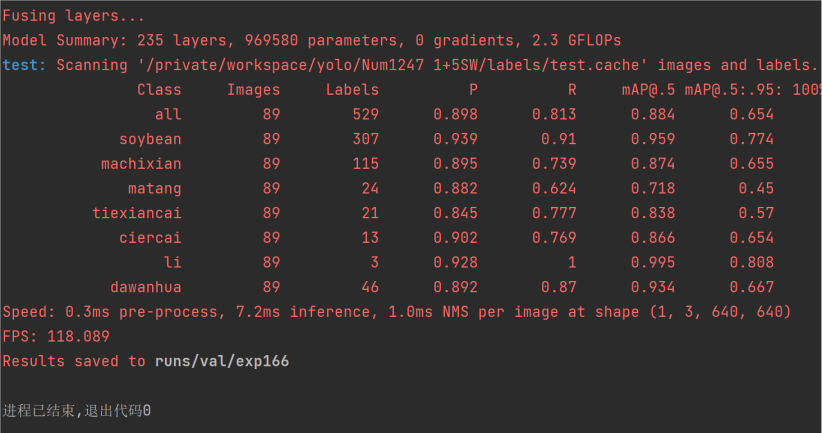 Fusing layers...
Model Summary: 235 layers, 969580 parameters, 0 gradients, 2.3 GFLOPs
test: Scanning '/private/workspace/yolo/Num1247 1+5SW/labels/test.cache' images and labels.
Class Images Labels P R mAP@.5 mAP@.5:.95: 100%
all 89 529 0.898 0.813 0.884 0.654
soybean 89 307 0.939 0.91 0.959 0.774
machixian 89 115 0.895 0.739 0.874 0.655
matang 89 24 0.882 0.624 0.718 0.45
tiexiancai 89 21 0.845 0.777 0.838 0.57
ciercai 89 13 0.902 0.769 0.866 0.654
li 89 3 0.928 1 0.995 0.808
dawanhua 89 46 0.892 0.87 0.934 0.667
Speed: 0.3ms pre-process, 7.2ms inference, 1.0ms NMS per image at shape (1, 3, 640, 640)
FPS: 118.089
Results saved to runs/val/exp166
进程已结束,退出代码0